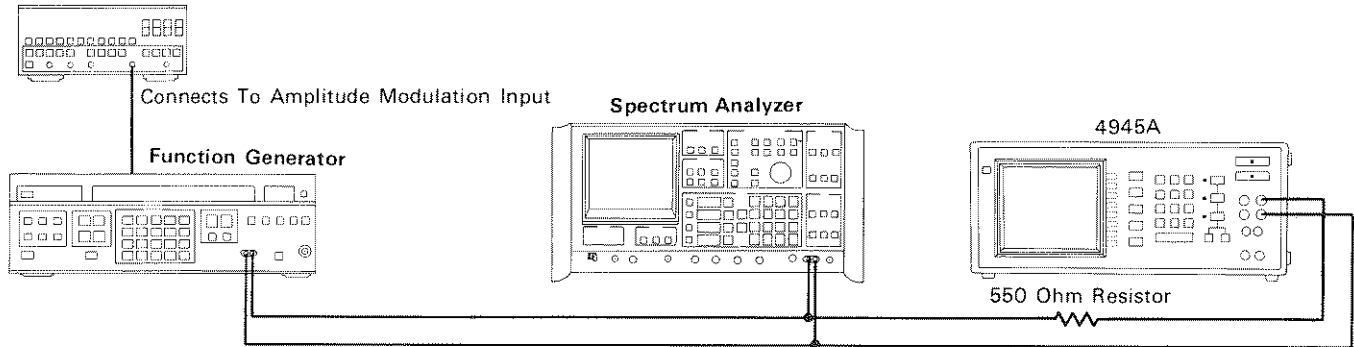 Connects To Amplitude Modulation Input
Spectrum Analyzer
4945A
Function Generator
550 Ohm Resistor